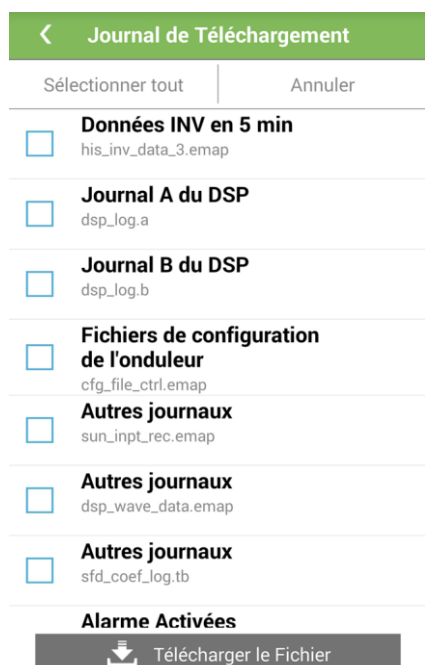 Journal de Téléchargement
Sélectionner tout
Annuler
Données INV en 5 min
his_inv_data_3.emap
Journal A du DSP
dsp_log.a
Journal B du DSP
dsp_log.b
Fichiers de configuration
de l'onduleur
cfg_file_ctrl.emap
Autres journaux
sun_inpt_rec.emap
Autres journaux
dsp_wave_data.emap
Autres journaux
sfd_coef_log.tb
Alarme Activées
Télécharger le Fichier